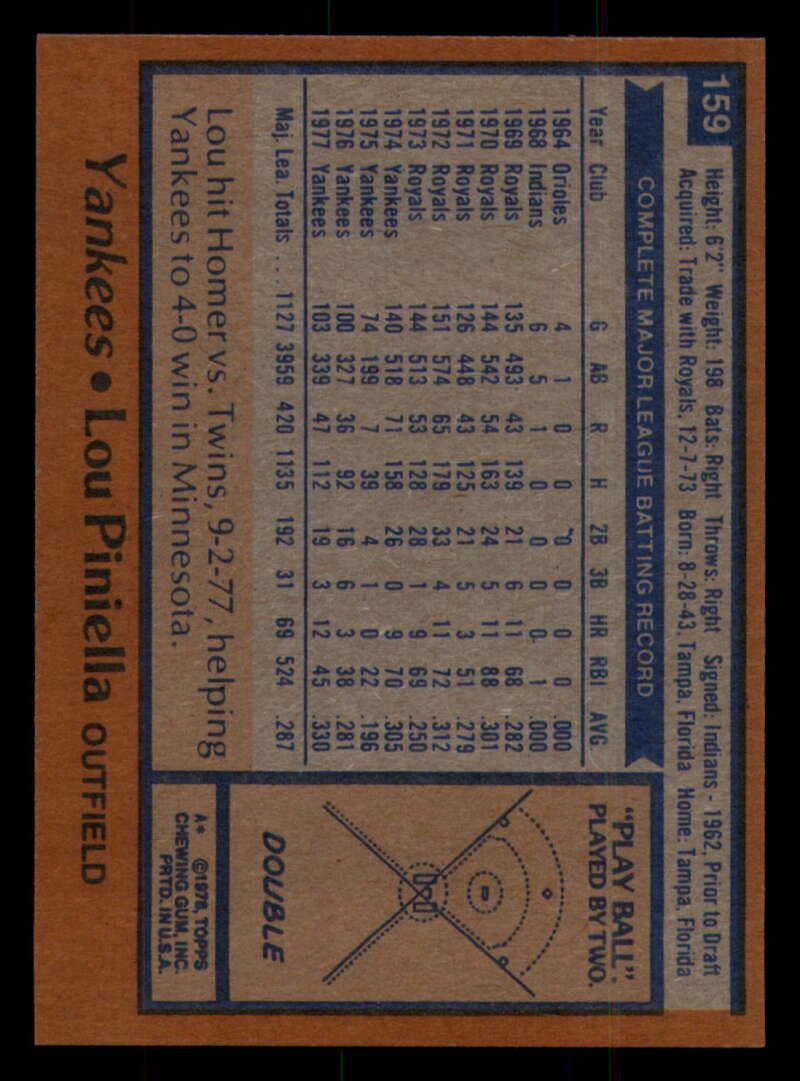 159
Height: 6'2" Weight: 198 Bats: Right Throws: Right Signed: Indians - 1962, Prior to Draft
Acquired: Trade with Royals, 12-7-73 Born: 8-28-43, Tampa, Florida Home: Tampa, Florida
COMPLETE MAJOR LEAGUE BATTING RECORD
Year Club G AB R H 2B 3B HR RBI AVG
1964 Orioles 4 1 0 0 0 0 0 0 .000
1968 Indians 6 5 1 0 0 0 0 1 .000
1969 Royals 135 493 43 139 21 6 11 68 .282
1970 Royals 144 542 54 163 24 5 11 88 .301
1971 Royals 126 448 43 125 21 5 3 51 .279
1972 Royals 151 574 65 179 33 4 11 72 .312
1973 Royals 144 513 53 128 28 1 9 69 .250
1974 Yankees 140 518 71 158 26 0 9 70 .305
1975 Yankees 74 199 7 39 4 1 0 22 .196
1976 Yankees 100 327 36 92 16 6 3 38 .281
1977 Yankees 103 339 47 112 19 3 12 45 .330
Maj. Lea. Totals . . . 1127 3959 420 1135 192 31 69 524 .287
Lou hit Homer vs. Twins, 9-2-77, helping
Yankees to 4-0 win in Minnesota.
"PLAY BALL".
PLAYED BY TWO.
DOUBLE
A* ©1978, TOPPS
CHEWING GUM, INC.
PRTD. IN U.S.A.
Yankees • Lou Piniella OUTFIELD